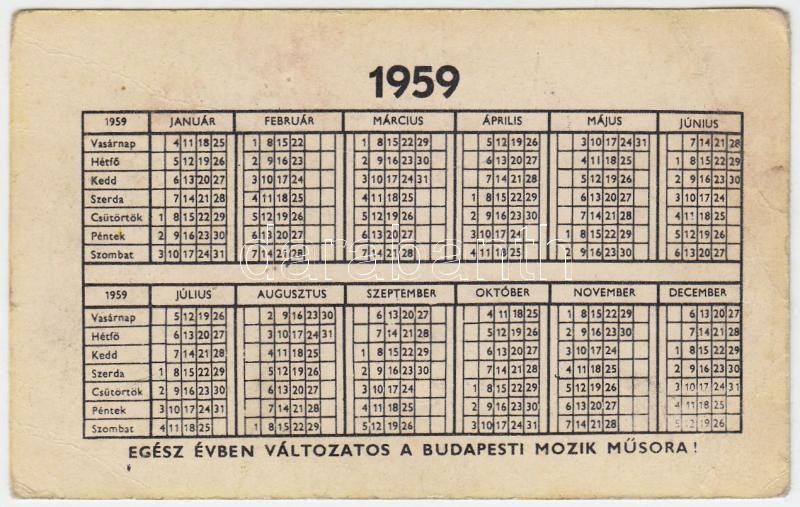 1959
1959 JANUÁR FEBRUÁR MÁRCIUS ÁPRILIS MÁJUS JÚNIUS
Vasárnap 4 11 18 25 1 8 15 22 1 8 15 22 29 5 12 19 26 3 10 17 24 31 7 14 21 28
Hétfő 5 12 19 26 2 9 16 23 2 9 16 23 30 6 13 20 27 4 11 18 25 1 8 15 22 29
Kedd 6 13 20 27 3 10 17 24 3 10 17 24 31 7 14 21 28 5 12 19 26 2 9 16 23 30
Szerda 7 14 21 28 4 11 18 25 4 11 18 25 1 8 15 22 29 6 13 20 27 3 10 17 24
Csütörtök 1 8 15 22 29 5 12 19 26 5 12 19 26 2 9 16 23 30 7 14 21 28 4 11 18 25
Péntek 2 9 16 23 30 6 13 20 27 6 13 20 27 3 10 17 24 1 8 15 22 29 5 12 19 26
Szombat 3 10 17 24 31 7 14 21 28 7 14 21 28 4 11 18 25 2 9 16 23 30 6 13 20 27
darabanth
1959 JÚLIUS AUGUSZTUS SZEPTEMBER OKTÓBER NOVEMBER DECEMBER
Vasárnap 5 12 19 26 2 9 16 23 30 6 13 20 27 4 11 18 25 1 8 15 22 29 6 13 20 27
Hétfő 6 13 20 27 3 10 17 24 31 7 14 21 28 5 12 19 26 2 9 16 23 30 7 14 21 28
Kedd 7 14 21 28 4 11 18 25 1 8 15 22 29 6 13 20 27 3 10 17 24 1 8 15 22 29
Szerda 1 8 15 22 29 5 12 19 26 2 9 16 23 30 7 14 21 28 4 11 18 25 2 9 16 23 30
Csütörtök 2 9 16 23 30 6 13 20 27 3 10 17 24 1 8 15 22 29 5 12 19 26 3 10 17 24 31
Péntek 3 10 17 24 31 7 14 21 28 4 11 18 25 2 9 16 23 30 6 13 20 27 4 11 18 25
Szombat 4 11 18 25 1 8 15 22 29 5 12 19 26 3 10 17 24 31 7 14 21 28 5 12 19 26
EGÉSZ ÉVBEN VÁLTOZATOS A BUDAPESTI MOZIK MŰSORA!